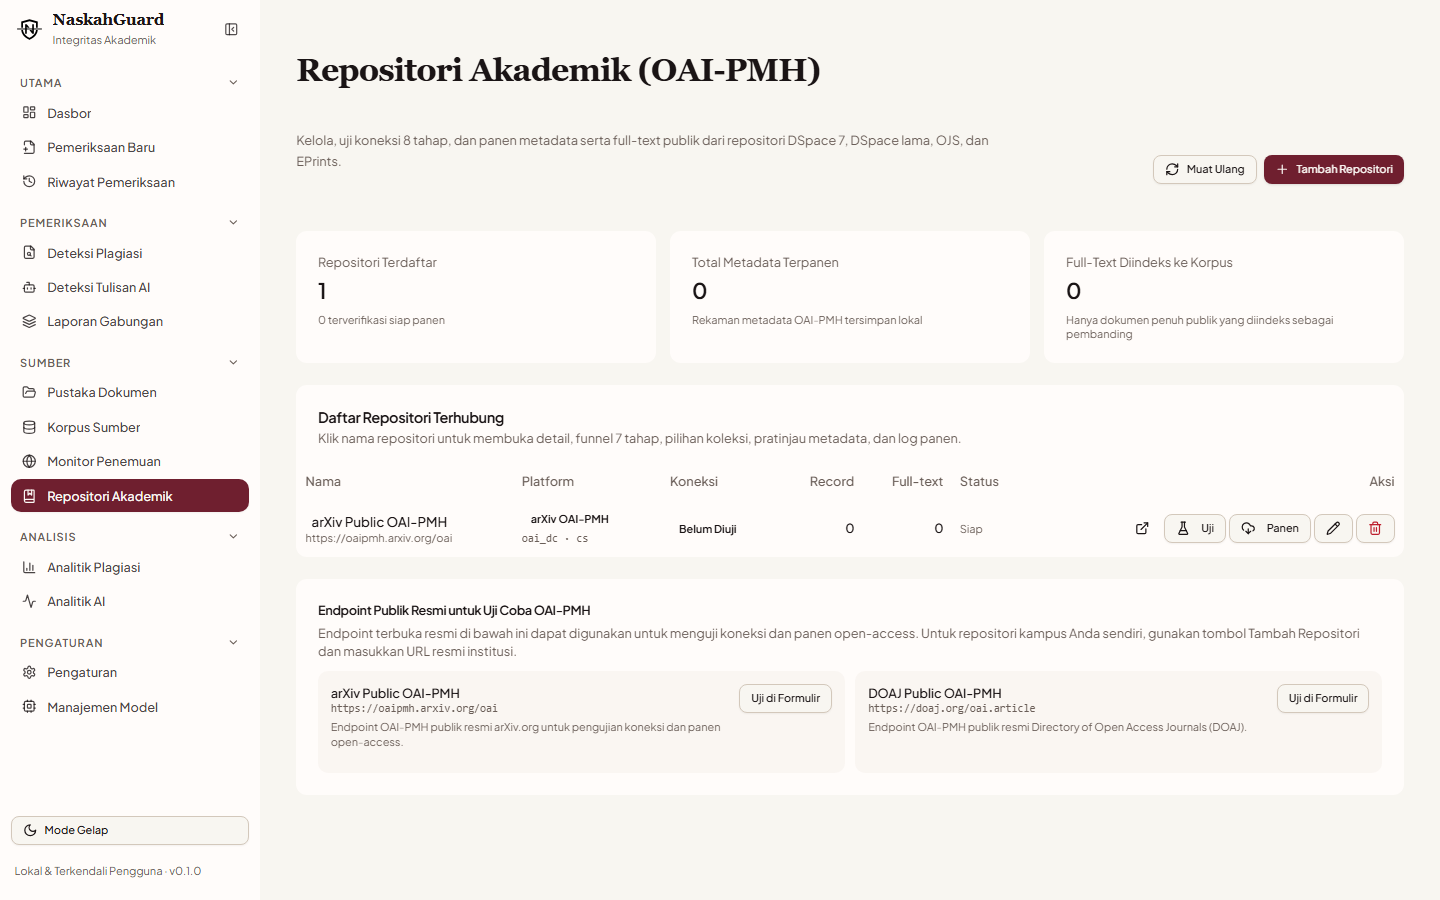 NaskahGuard
Integritas Akademik
UTAMA
Dasbor
Pemeriksaan Baru
Riwayat Pemeriksaan
PEMERIKSAAN
Deteksi Plagiasi
Deteksi Tulisan AI
Laporan Gabungan
SUMBER
Pustaka Dokumen
Korpus Sumber
Monitor Penemuan
Repositori Akademik
ANALISIS
Analitik Plagiasi
Analitik AI
PENGATURAN
Pengaturan
Manajemen Model
Mode Gelap
Lokal & Terkendali Pengguna · v0.1.0
Repositori Akademik (OAI-PMH)
Kelola, uji koneksi 8 tahap, dan panen metadata serta full-text publik dari repositori DSpace 7, DSpace lama, OJS, dan
EPrints.
Muat Ulang
Tambah Repositori
Repositori Terdaftar
1
0 terverifikasi siap panen
Total Metadata Terpanen
0
Rekaman metadata OAI-PMH tersimpan lokal
Full-Text Diindeks ke Korpus
0
Hanya dokumen penuh publik yang diindeks sebagai
pembanding
Daftar Repositori Terhubung
Klik nama repositori untuk membuka detail, funnel 7 tahap, pilihan koleksi, pratinjau metadata, dan log panen.
Nama Platform Koneksi Record Full-text Status Aksi
arXiv Public OAI-PMH
https://oaipmh.arxiv.org/oai
arXiv OAI-PMH
oai_dc · cs
Belum Diuji
0
0
Siap
Uji
Panen
Endpoint Publik Resmi untuk Uji Coba OAI-PMH
Endpoint terbuka resmi di bawah ini dapat digunakan untuk menguji koneksi dan panen open-access. Untuk repositori kampus Anda sendiri, gunakan tombol Tambah Repositori
dan masukkan URL resmi institusi.
arXiv Public OAI-PMH
https://oaipmh.arxiv.org/oai
Endpoint OAI-PMH publik resmi arXiv.org untuk pengujian koneksi dan panen
open-access.
Uji di Formulir
DOAJ Public OAI-PMH
https://doaj.org/oai.article
Endpoint OAI-PMH publik resmi Directory of Open Access Journals (DOAJ).
Uji di Formulir